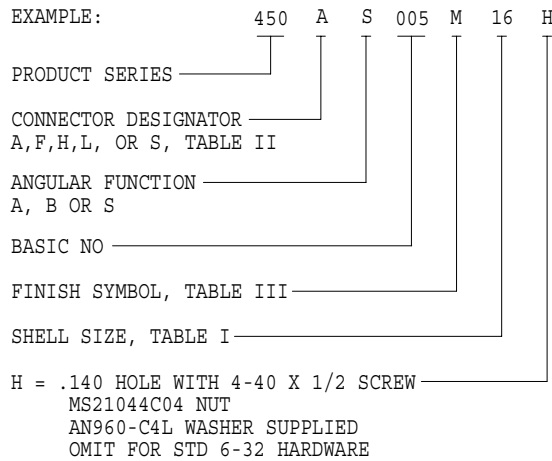 EXAMPLE: 450 A S 005 M 16 H
PRODUCT SERIES
CONNECTOR DESIGNATOR
A,F,H,L, OR S, TABLE II
ANGULAR FUNCTION
A, B OR S
BASIC NO
FINISH SYMBOL, TABLE III
SHELL SIZE, TABLE I
H = .140 HOLE WITH 4-40 X 1/2 SCREW
MS21044C04 NUT
AN960-C4L WASHER SUPPLIED
OMIT FOR STD 6-32 HARDWARE